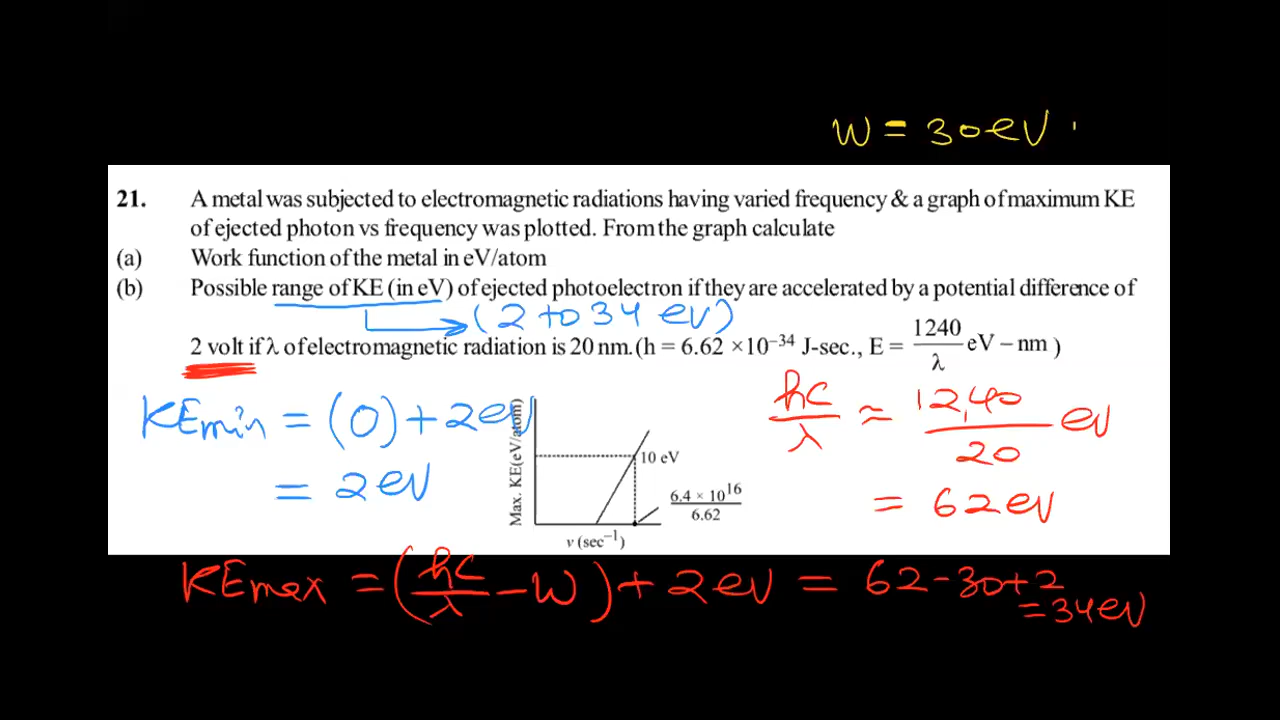 W = 30eV
21. A metal was subjected to electromagnetic radiations having varied frequency & a graph of maximum KE
of ejected photon vs frequency was plotted. From the graph calculate
(a) Work function of the metal in eV/atom
(b) Possible range of KE (in eV) of ejected photoelectron if they are accelerated by a potential difference of
(2 to 34 eV)
2 volt if λ of electromagnetic radiation is 20 nm. (h = 6.62 ×10⁻³⁴ J-sec., E = 1240/λ eV – nm )
KEmin = (0) + 2eV
= 2eV
hc/λ ≈ 1240/20 eV
= 62eV
Max. KE(eV/atom)
10 eV
6.4 × 10¹⁶/6.62
v (sec⁻¹)
KEmax = (hc/λ - W) + 2eV = 62-30+2
= 34eV